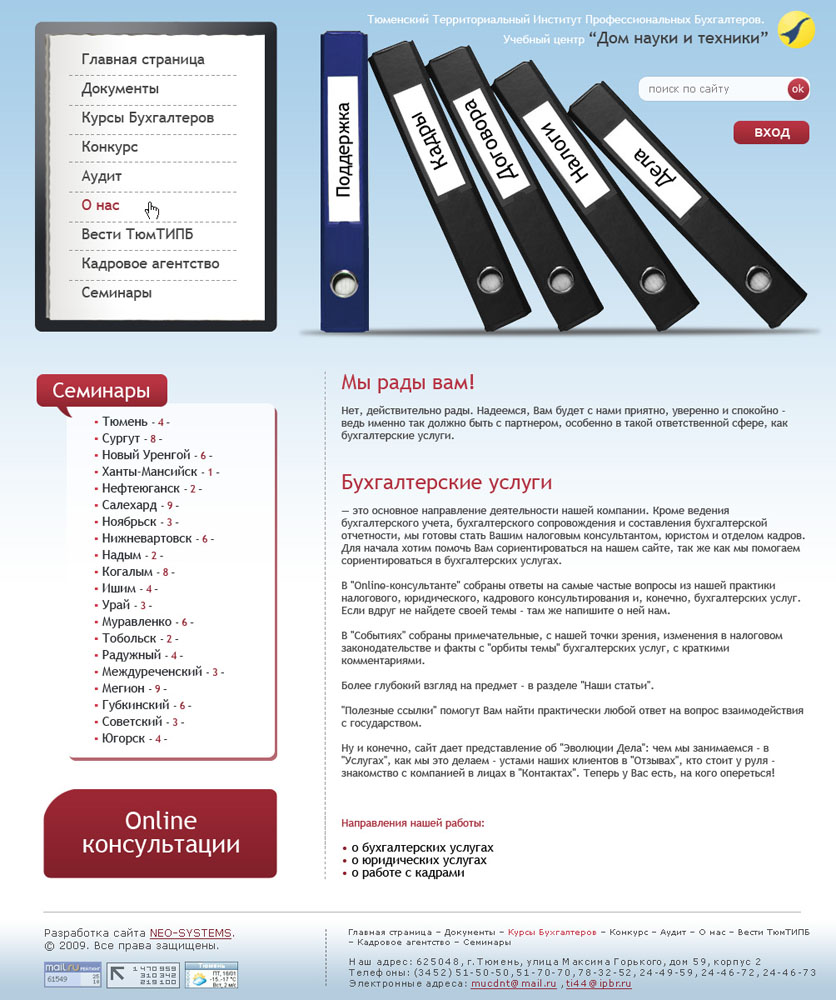 Тюменский Территориальный Институт Профессиональных Бухгалтеров.
Учебный центр "Дом науки и техники"
поиск по сайту
ok
вход
Главная страница
Документы
Курсы Бухгалтеров
Конкурс
Аудит
О нас
Вести ТюмТИПБ
Кадровое агентство
Семинары
Поддержка
Кадры
Договора
Налоги
Дела
Семинары
• Тюмень - 4 -
• Сургут - 8 -
• Новый Уренгой - 6 -
• Ханты-Мансийск - 1 -
• Нефтеюганск - 2 -
• Салехард - 9 -
• Ноябрьск - 3 -
• Нижневартовск - 6 -
• Надым - 2 -
• Когалым - 8 -
• Ишим - 4 -
• Урай - 3 -
• Муравленко - 6 -
• Тобольск - 2 -
• Радужный - 4 -
• Междуреченский - 3 -
• Мегион - 9 -
• Губкинский - 6 -
• Советский - 3 -
• Югорск - 4 -
Online
консультации
Мы рады вам!
Нет, действительно рады. Надеемся, Вам будет с нами приятно, уверенно и спокойно -
ведь именно так должно быть с партнером, особенно в такой ответственной сфере, как
бухгалтерские услуги.
Бухгалтерские услуги
— это основное направление деятельности нашей компании. Кроме ведения
бухгалтерского учета, бухгалтерского сопровождения и составления бухгалтерской
отчетности, мы готовы стать Вашим налоговым консультантом, юристом и отделом кадров.
Для начала хотим помочь Вам сориентироваться на нашем сайте, так же как мы помогаем
сориентироваться в бухгалтерских услугах.
В "Online-консультанте" собраны ответы на самые частые вопросы из нашей практики
налогового, юридического, кадрового консультирования и, конечно, бухгалтерских услуг.
Если вдруг не найдете своей темы - там же напишите о ней нам.
В "Событиях" собраны примечательные, с нашей точки зрения, изменения в налоговом
законодательстве и факты с "орбиты темы" бухгалтерских услуг, с краткими
комментариями.
Более глубокий взгляд на предмет - в разделе "Наши статьи".
"Полезные ссылки" помогут Вам найти практически любой ответ на вопрос взаимодействия
с государством.
Ну и конечно, сайт дает представление об "Эволюции Дела": чем мы занимаемся - в
"Услугах", как мы это делаем - устами наших клиентов в "Отзывах", кто стоит у руля -
знакомство с компанией в лицах в "Контактах". Теперь у Вас есть, на кого опереться!
Направления нашей работы:
• о бухгалтерских услугах
• о юридических услугах
• о работе с кадрами
Разработка сайта NEO-SYSTEMS.
© 2009. Все права защищены.
mail.ru рейтинг
61549
25
19
1 470 959
310 342
219 100
Тюмень
ПТ, 16/01
-15..-17 °C
Вст, 2 м/с
Главная страница – Документы – Курсы Бухгалтеров – Конкурс – Аудит – О нас – Вести ТюмТИПБ
– Кадровое агентство – Семинары
Наш адрес: 625048, г. Тюмень, улица Максима Горького, дом 59, корпус 2
Телефоны: (3452) 51-50-50, 51-70-70, 78-32-52, 24-49-59, 24-46-72, 24-46-73
Электронные адреса: mucdnt@mail.ru , ti44@ipbr.ru